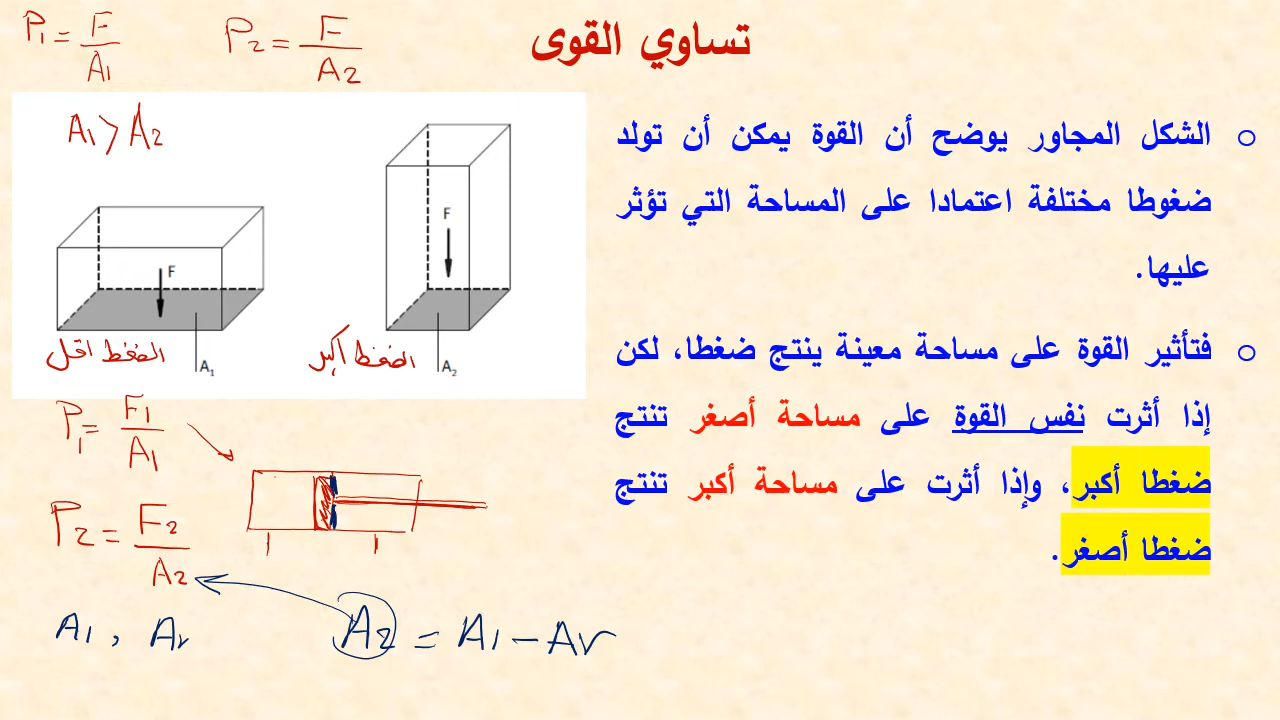 تساوي القوى
P1 = F / A1
P2 = F / A2
A1 > A2
F
A1
الضغط اقل
F
A2
الضغط أكبر
الشكل المجاور يوضح أن القوة يمكن أن تولد
ضغوطا مختلفة اعتمادا على المساحة التي تؤثر
عليها.
فتأثير القوة على مساحة معينة ينتج ضغطا، لكن
إذا أثرت نفس القوة على مساحة أصغر تنتج
ضغطا أكبر، وإذا أثرت على مساحة أكبر تنتج
ضغطا أصغر.
P1 = F1 / A1
P2 = F2 / A2
A1 , Ar
A2 = A1 - Ar